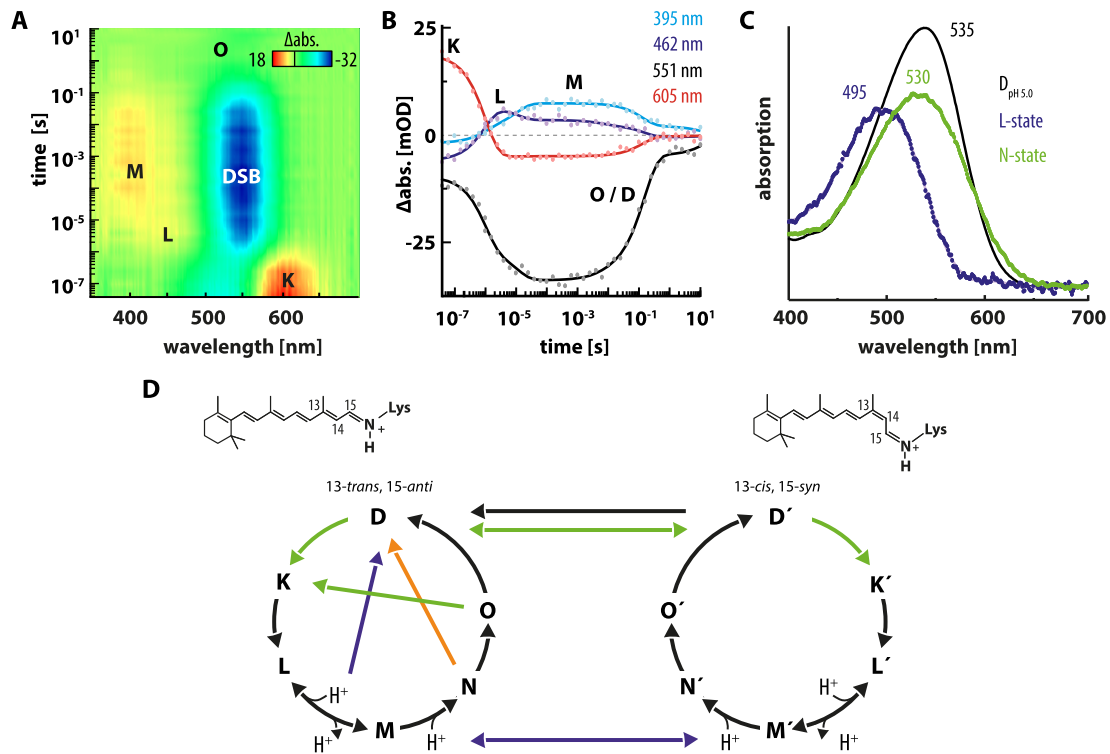 A
10¹
10⁻¹
10⁻³
10⁻⁵
10⁻⁷
time [s]
O
Δabs.
18
-32
M
DSB
L
K
400
500
600
wavelength [nm]
B
395 nm
462 nm
551 nm
605 nm
K
L
M
O / D
0
-25
Δabs. [mOD]
10⁻⁷
10⁻⁵
10⁻³
10⁻¹
10¹
time [s]
C
535
530
495
D pH 5.0
L-state
N-state
absorption
400
500
600
700
wavelength [nm]
D
13
15
14
Lys
N
+
H
13
14
15
Lys
N
+
H
13-trans, 15-anti
13-cis, 15-syn
D
D´
K
K´
O
O´
L
L´
H⁺
H⁺
N
N´
M
M´
H⁺
H⁺
H⁺
H⁺